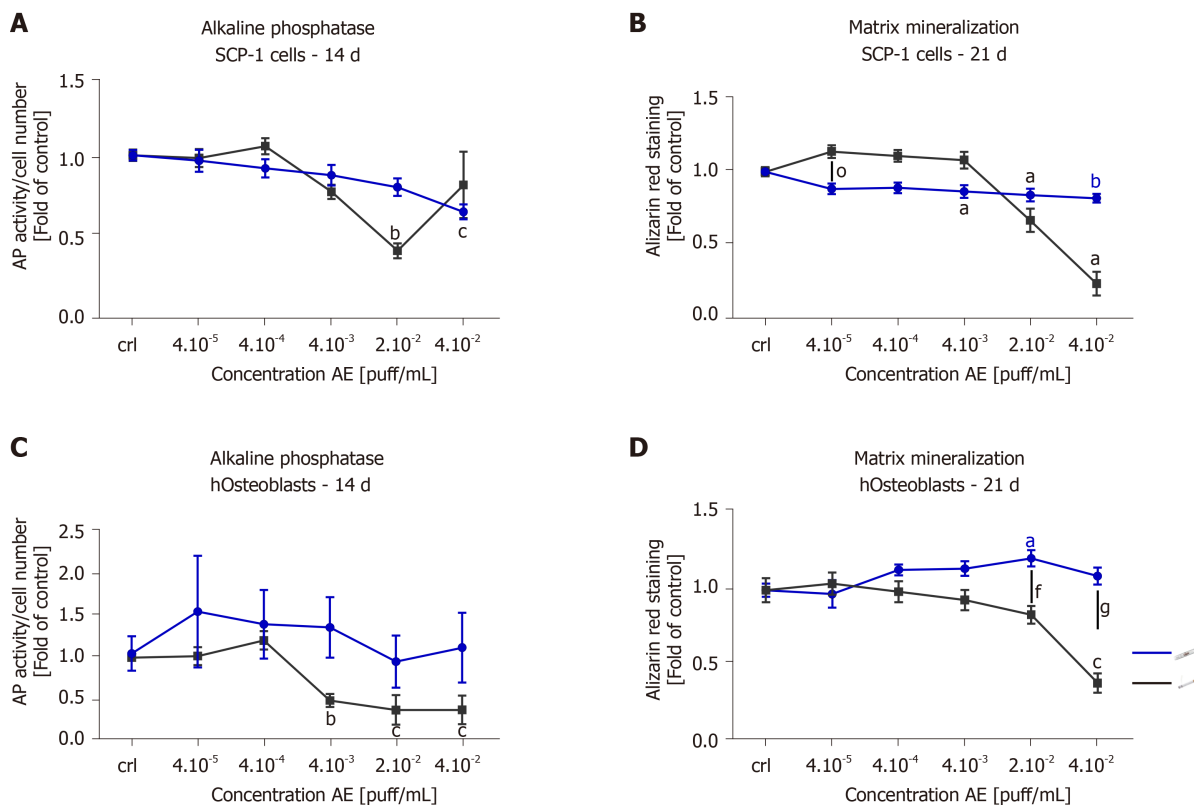 A
Alkaline phosphatase
SCP-1 cells - 14 d
AP activity/cell number
[Fold of control]
1.5
1.0
0.5
0.0
b
c
crl
4.10⁻⁵
4.10⁻⁴
4.10⁻³
2.10⁻²
4.10⁻²
Concentration AE [puff/mL]
B
Matrix mineralization
SCP-1 cells - 21 d
Alizarin red staining
[Fold of control]
1.5
1.0
0.5
0.0
o
a
a
b
a
crl
4.10⁻⁵
4.10⁻⁴
4.10⁻³
2.10⁻²
4.10⁻²
Concentration AE [puff/mL]
C
Alkaline phosphatase
hOsteoblasts - 14 d
AP activity/cell number
[Fold of control]
2.5
2.0
1.5
1.0
0.5
0.0
b
c
c
crl
4.10⁻⁵
4.10⁻⁴
4.10⁻³
2.10⁻²
4.10⁻²
Concentration AE [puff/mL]
D
Matrix mineralization
hOsteoblasts - 21 d
Alizarin red staining
[Fold of control]
1.5
1.0
0.5
0.0
a
f
g
c
crl
4.10⁻⁵
4.10⁻⁴
4.10⁻³
2.10⁻²
4.10⁻²
Concentration AE [puff/mL]